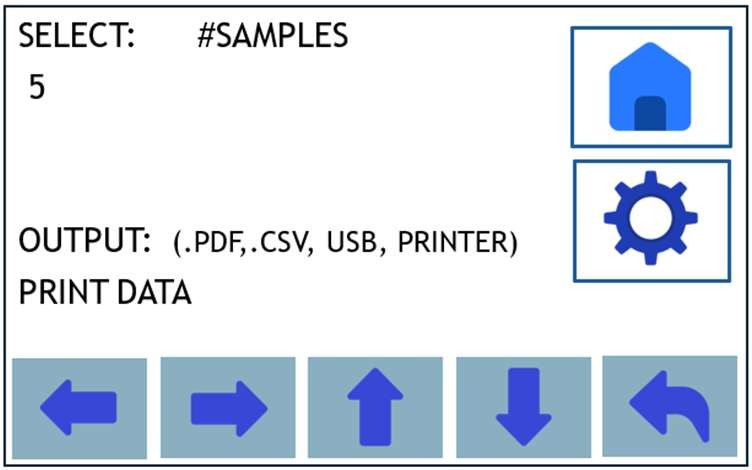 SELECT: #SAMPLES
5
OUTPUT: (.PDF,.CSV, USB, PRINTER)
PRINT DATA